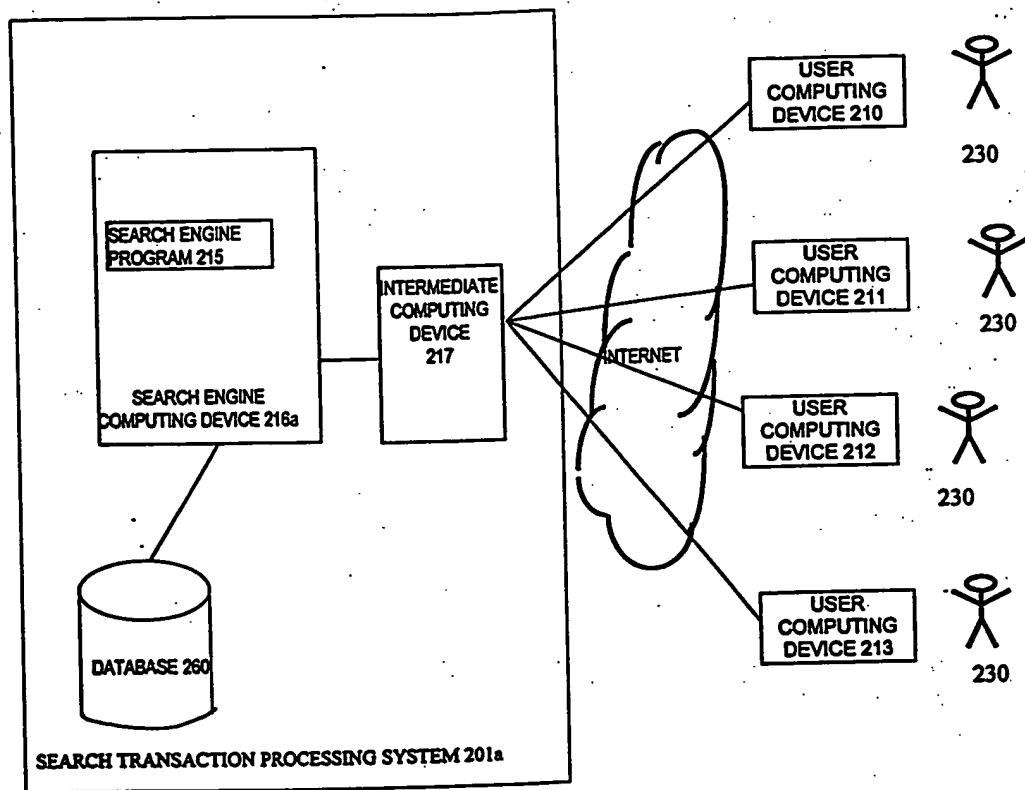 USER
COMPUTING
DEVICE 210
230
SEARCH ENGINE
PROGRAM 215
INTERMEDIATE
COMPUTING
DEVICE
217
USER
COMPUTING
DEVICE 211
230
INTERNET
SEARCH ENGINE
COMPUTING DEVICE 216a
USER
COMPUTING
DEVICE 212
230
DATABASE 260
USER
COMPUTING
DEVICE 213
230
SEARCH TRANSACTION PROCESSING SYSTEM 201a